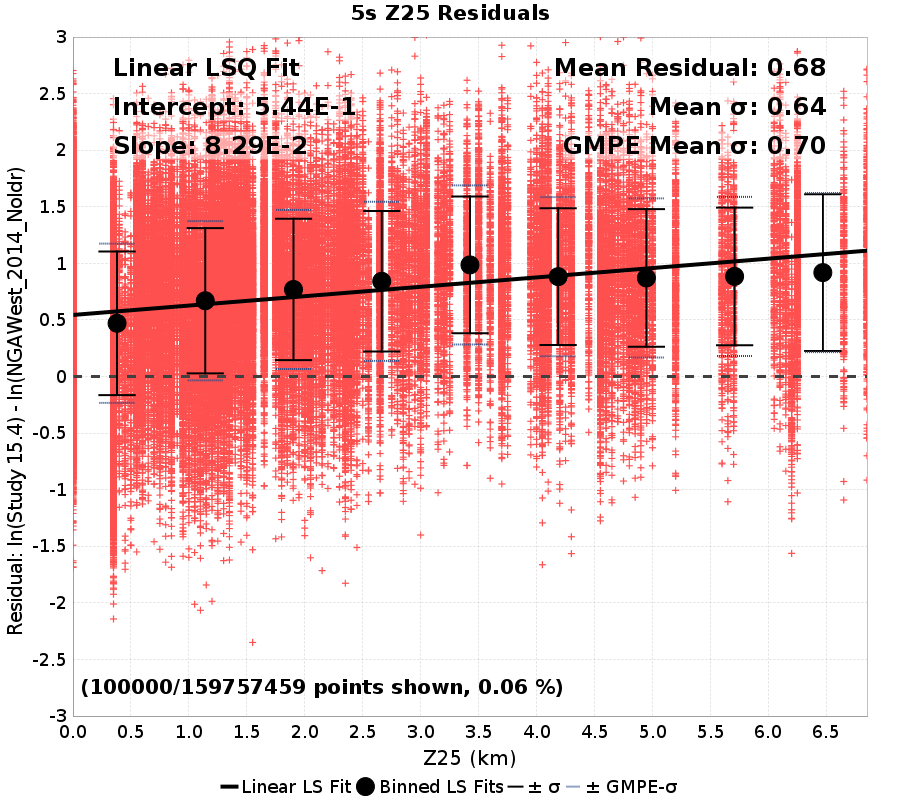 5s Z25 Residuals
Linear LSQ Fit
Mean Residual: 0.68
Intercept: 5.44E-1
Mean σ: 0.64
Slope: 8.29E-2
GMPE Mean σ: 0.70
3
2.5
2
1.5
1
0.5
0
-0.5
-1
-1.5
-2
-2.5
-3
Residual: ln(Study 15.4) - ln(NGAWest_2014_NoIdr)
(100000/159757459 points shown, 0.06 %)
0.0 0.5 1.0 1.5 2.0 2.5 3.0 3.5 4.0 4.5 5.0 5.5 6.0 6.5
Z25 (km)
Linear LS Fit Binned LS Fits ± σ ± GMPE-σ